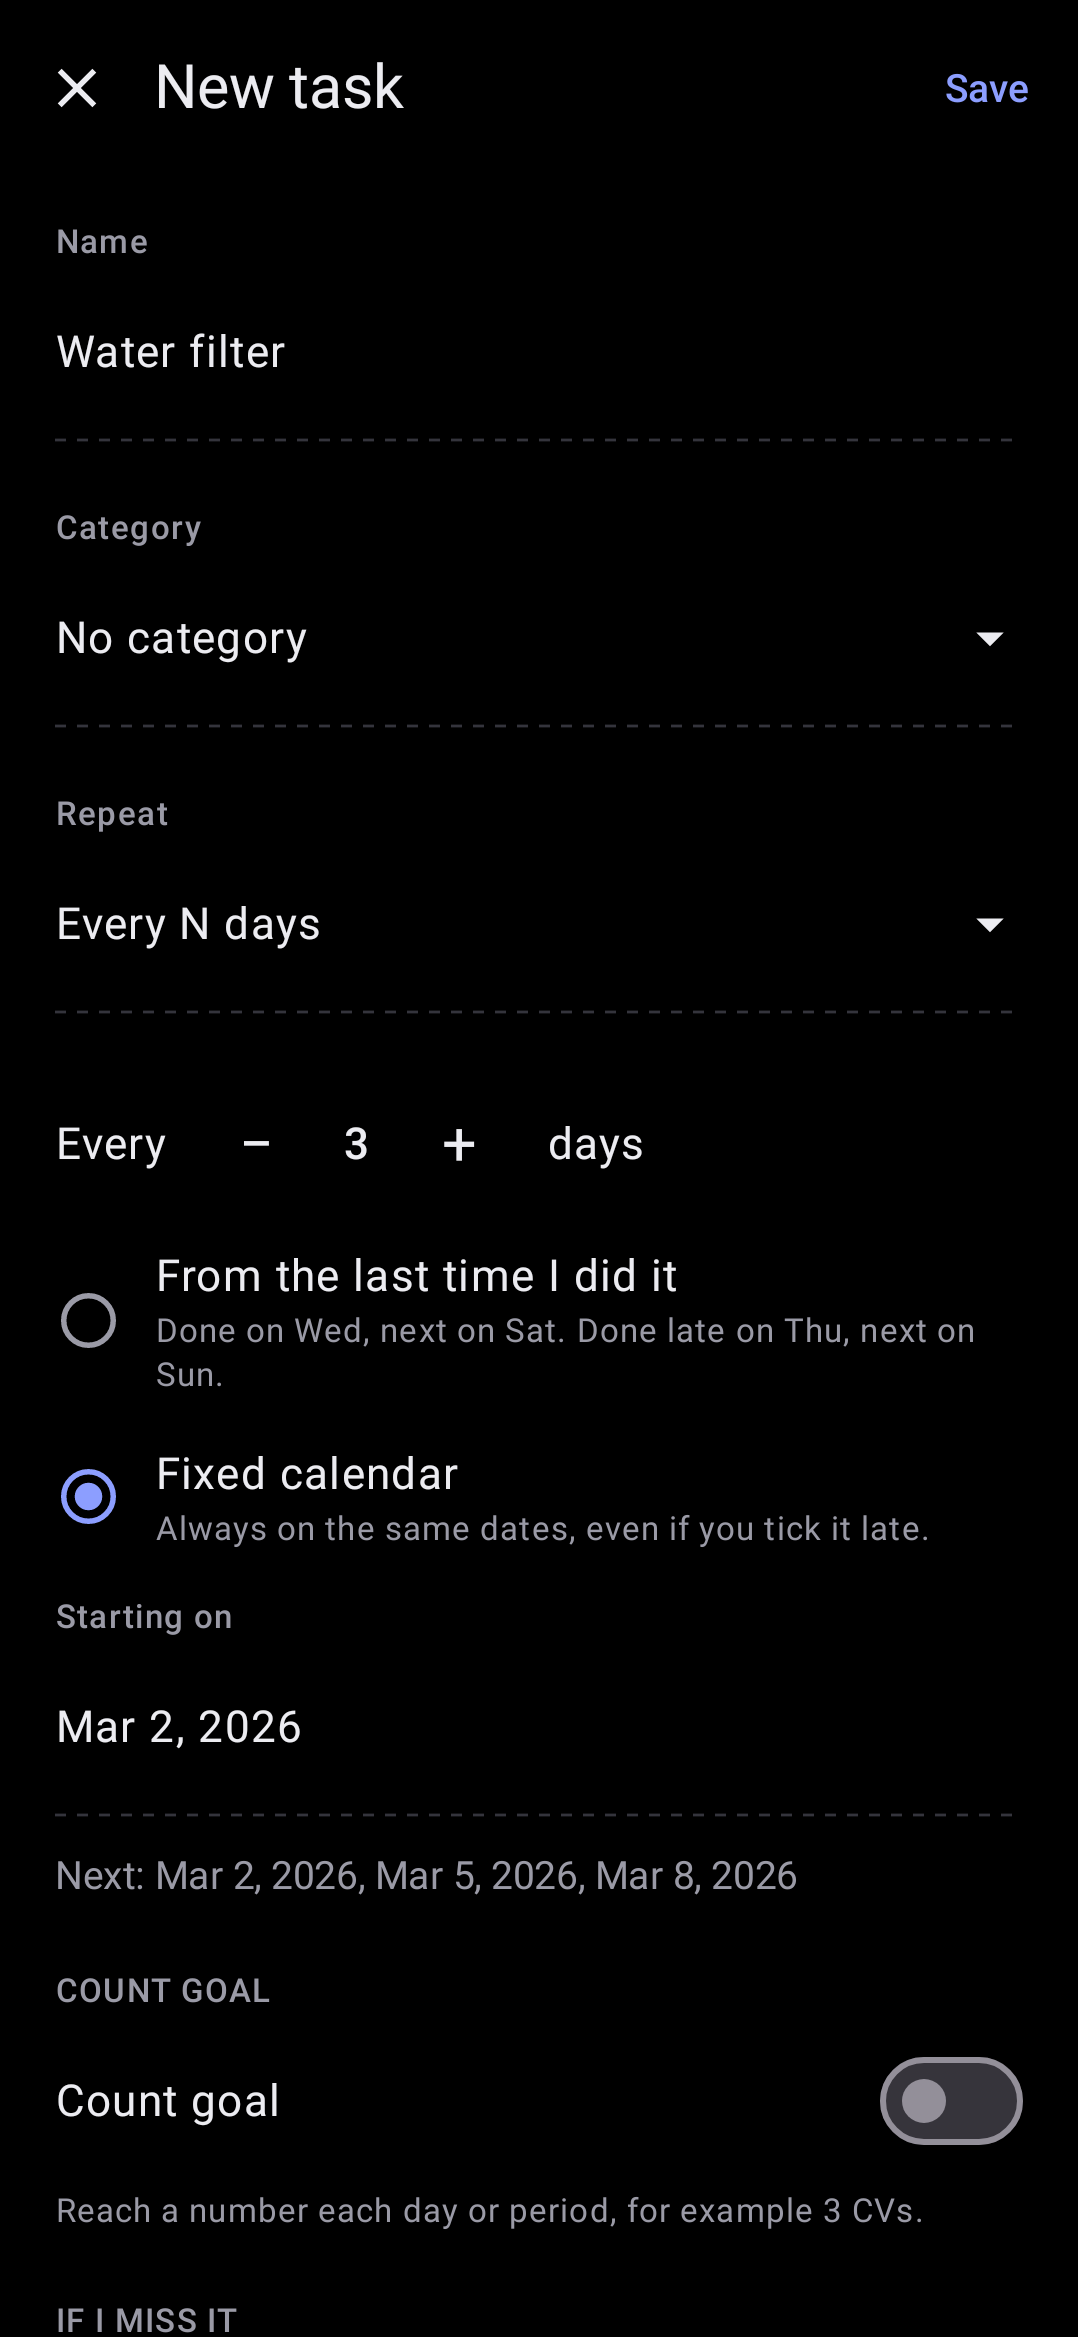 New task
Save
Name
Water filter
Category
No category
Repeat
Every N days
Every − 3 + days
From the last time I did it
Done on Wed, next on Sat. Done late on Thu, next on
Sun.
Fixed calendar
Always on the same dates, even if you tick it late.
Starting on
Mar 2, 2026
Next: Mar 2, 2026, Mar 5, 2026, Mar 8, 2026
COUNT GOAL
Count goal
Reach a number each day or period, for example 3 CVs.
IF I MISS IT